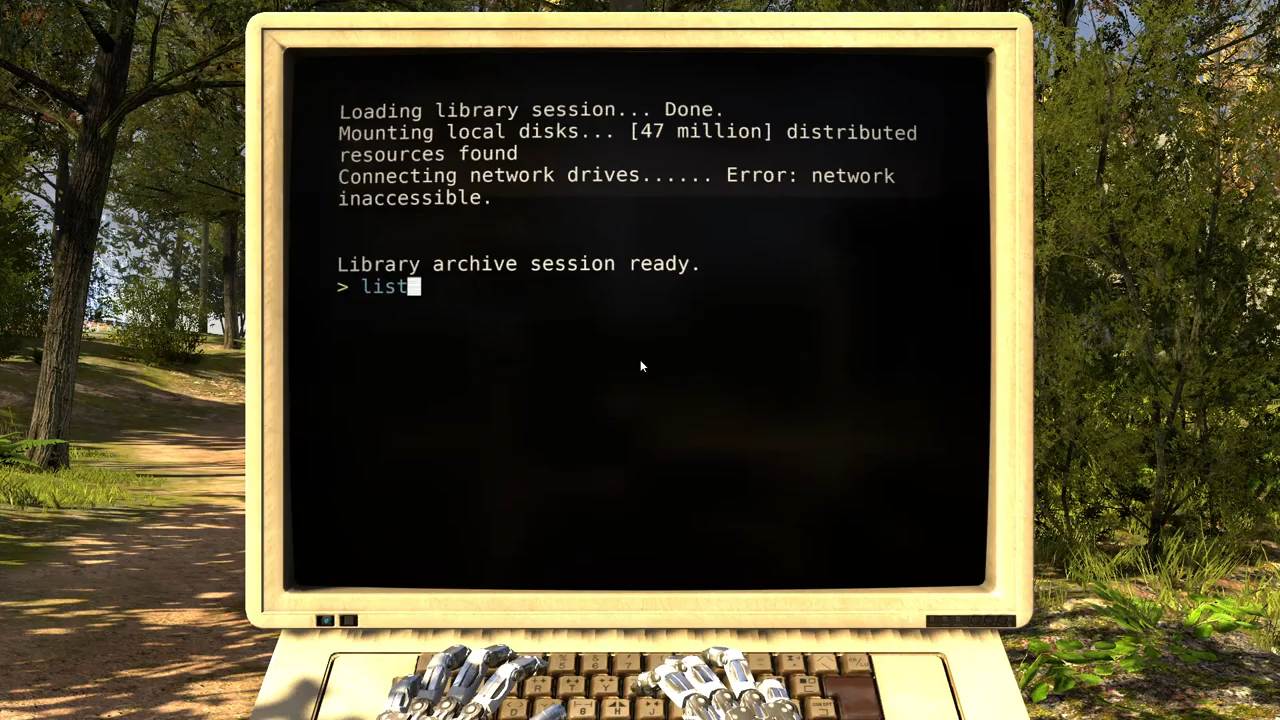 Loading library session... Done.
Mounting local disks... [47 million] distributed
resources found
Connecting network drives...... Error: network
inaccessible.
Library archive session ready.
> list